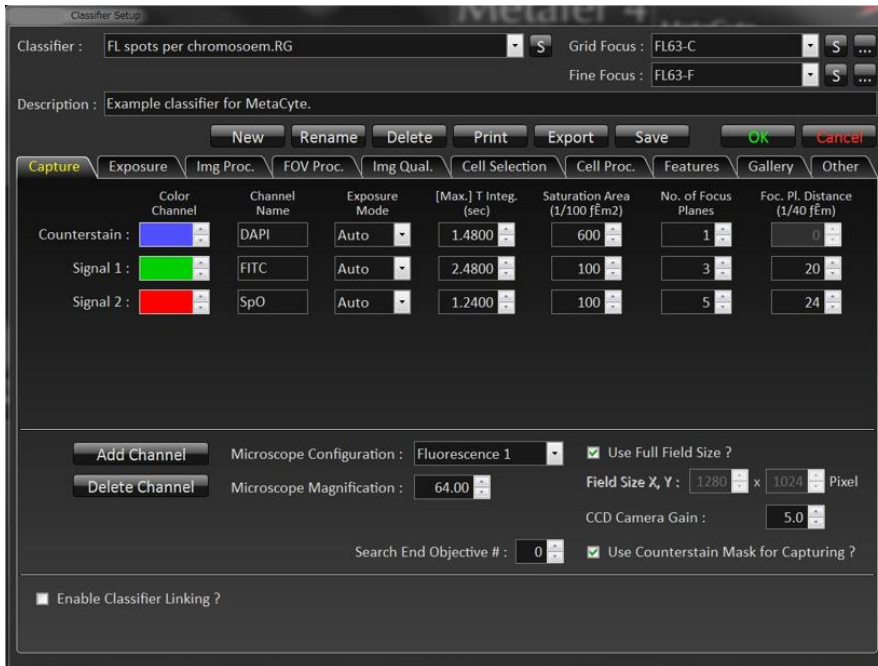 Metafer 4
Classifier Setup
Classifier : FL spots per chromosoem.RG S Grid Focus : FL63-C S ...
Fine Focus : FL63-F S ...
Description : Example classifier for MetaCyte.
New Rename Delete Print Export Save OK Cancel
Capture Exposure Img Proc. FOV Proc. Img Qual. Cell Selection Cell Proc. Features Gallery Other
Color Channel Exposure [Max.] T Integ. Saturation Area No. of Focus Foc. Pl. Distance
Channel Name Mode (sec) (1/100 ƒÊm2) Planes (1/40 ƒÊm)
Counterstain : DAPI Auto 1.4800 600 1 0
Signal 1 : FITC Auto 2.4800 100 3 20
Signal 2 : SpO Auto 1.2400 100 5 24
Add Channel Microscope Configuration : Fluorescence 1 Use Full Field Size ?
Delete Channel Microscope Magnification : 64.00 Field Size X, Y : 1280 x 1024 Pixel
CCD Camera Gain : 5.0
Search End Objective # : 0 Use Counterstain Mask for Capturing ?
Enable Classifier Linking ?